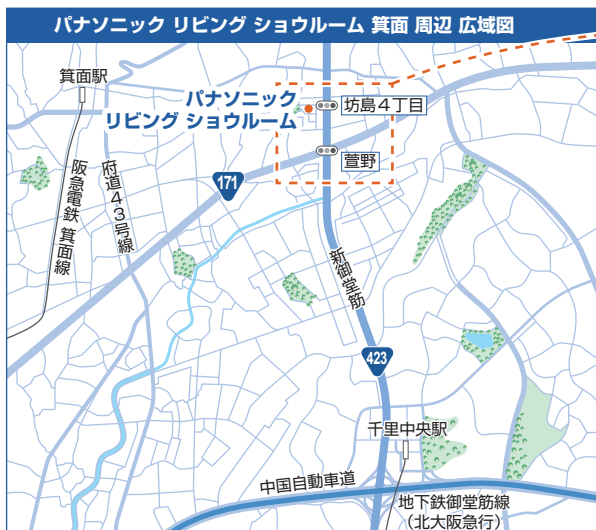 パナソニック リビング ショウルーム 箕面 周辺 広域図
箕面駅
パナソニック
リビング ショウルーム
坊島4丁目
萱野
171
阪急電鉄 箕面線
府道43号線
新御堂筋
423
千里中央駅
中国自動車道
地下鉄御堂筋線
（北大阪急行）